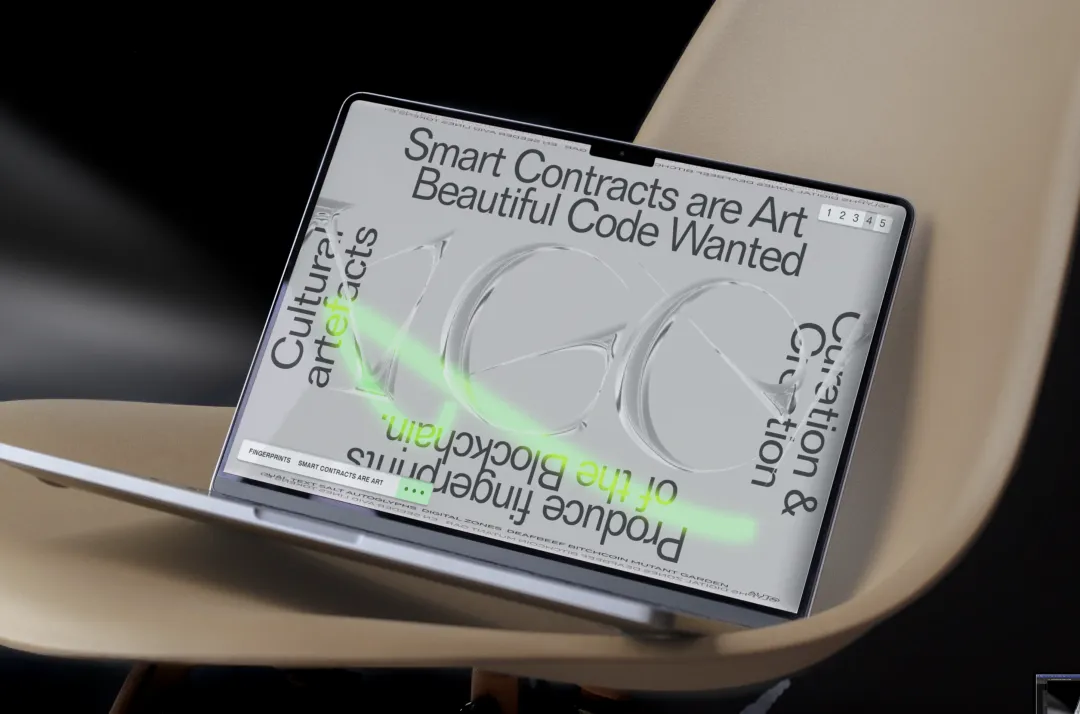 Smart Contracts are Art
Beautiful Code Wanted
1 2 3 4 5
Cultural
artefacts
Curation &
Creation
Produce fingerprints
of the Blockchain.
FINGERPRINTS SMART CONTRACTS ARE ART
TEXT SALT AUTOGLYPHS DIGITAL ZONES DEAFBEEF BITCHCOIN MUTANT GARDEN